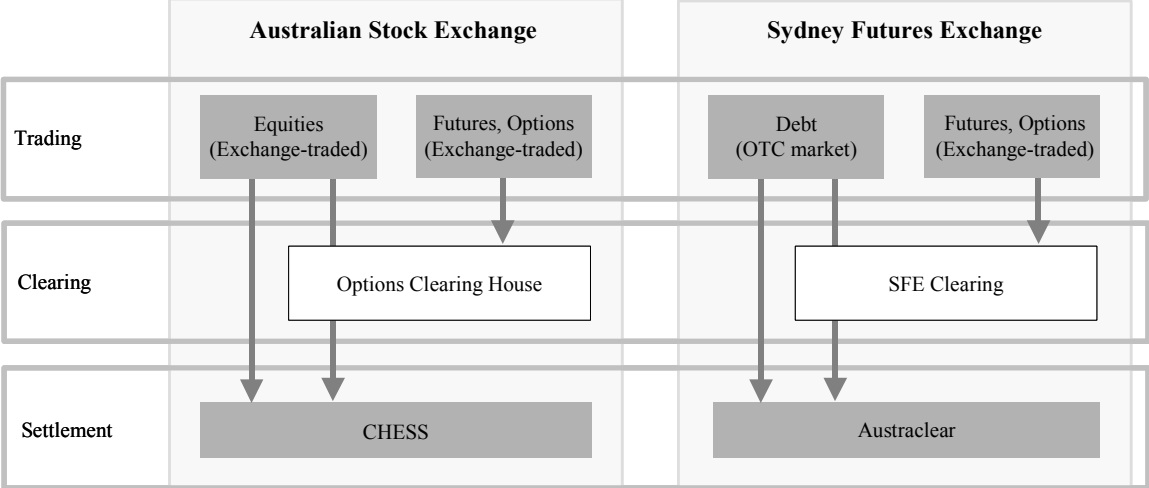 Australian Stock Exchange
Sydney Futures Exchange
Trading
Equities
(Exchange-traded)
Futures, Options
(Exchange-traded)
Debt
(OTC market)
Futures, Options
(Exchange-traded)
Clearing
Options Clearing House
SFE Clearing
Settlement
CHESS
Austraclear